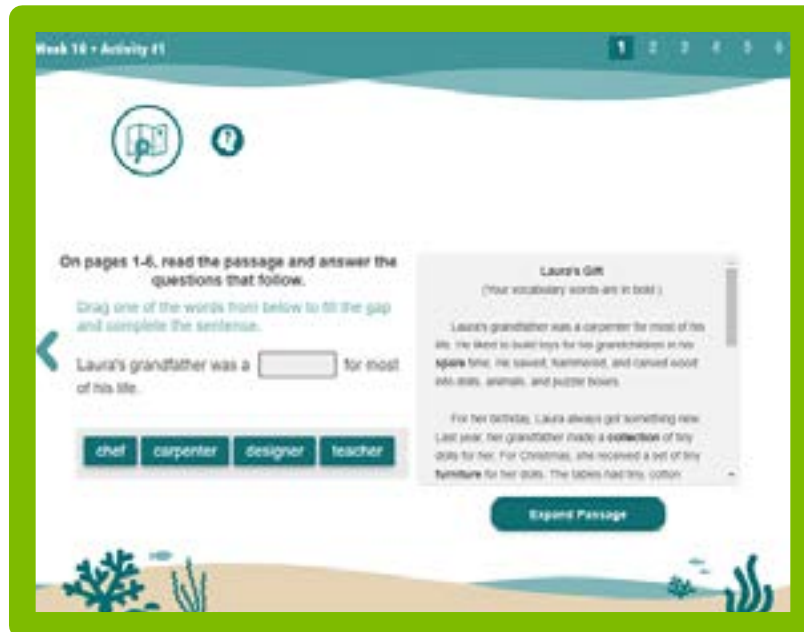 Week 10 • Activity #1
1 2 3 4 5 6
On pages 1-6, read the passage and answer the
questions that follow.
Drag one of the words from below to fill the gap
and complete the sentence.
Laura's grandfather was a for most
of his life.
chef carpenter designer teacher
Laura's Gift
(Your vocabulary words are in bold.)
Laura's grandfather was a carpenter for most of his
life. He liked to build toys for his grandchildren in his
spare time. He sawed, hammered, and carved wood
into dolls, animals, and puzzle boxes.
For her birthday, Laura always got something new.
Last year, her grandfather made a collection of tiny
dolls for her. For Christmas, she received a set of tiny
furniture for her dolls. The tables had tiny, cotton
Expand Passage